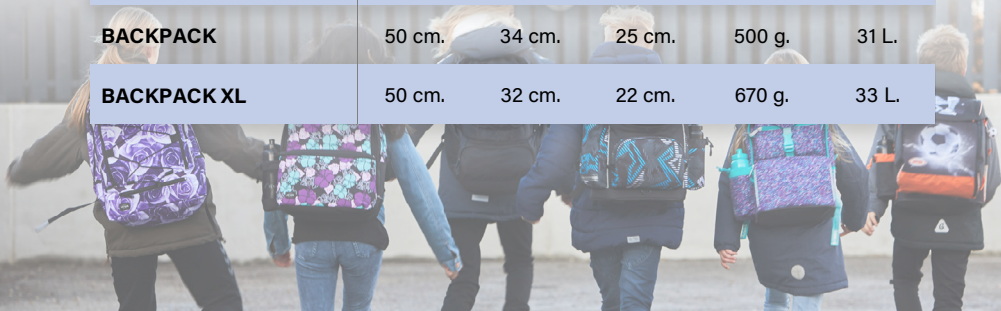 BACKPACK 50 cm. 34 cm. 25 cm. 500 g. 31 L.
BACKPACK XL 50 cm. 32 cm. 22 cm. 670 g. 33 L.